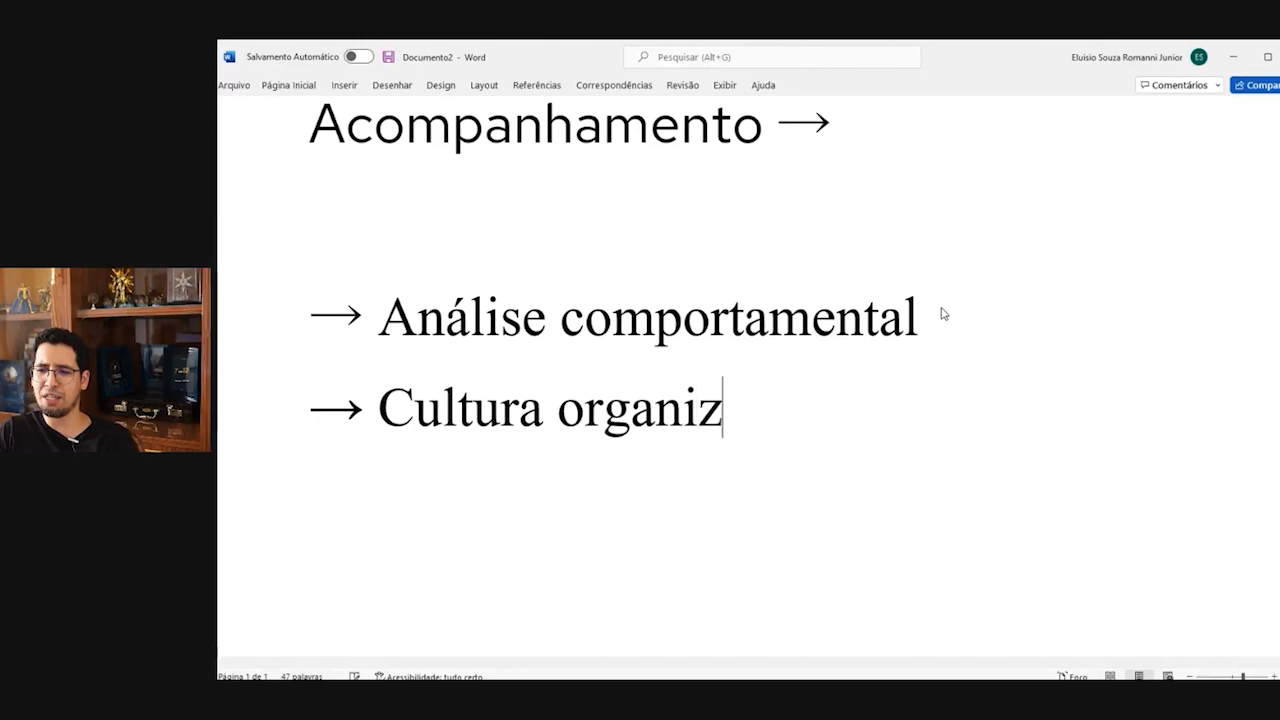 Salvamento Automático
Documento2 - Word
Pesquisar (Alt+G)
Eluisio Souza Romanni Junior ES
Arquivo Página Inicial Inserir Desenhar Design Layout Referências Correspondências Revisão Exibir Ajuda Comentários Compar
Acompanhamento →
→ Análise comportamental
→ Cultura organiz
Página 1 de 1 47 palavras Acessibilidade: tudo certo Foco